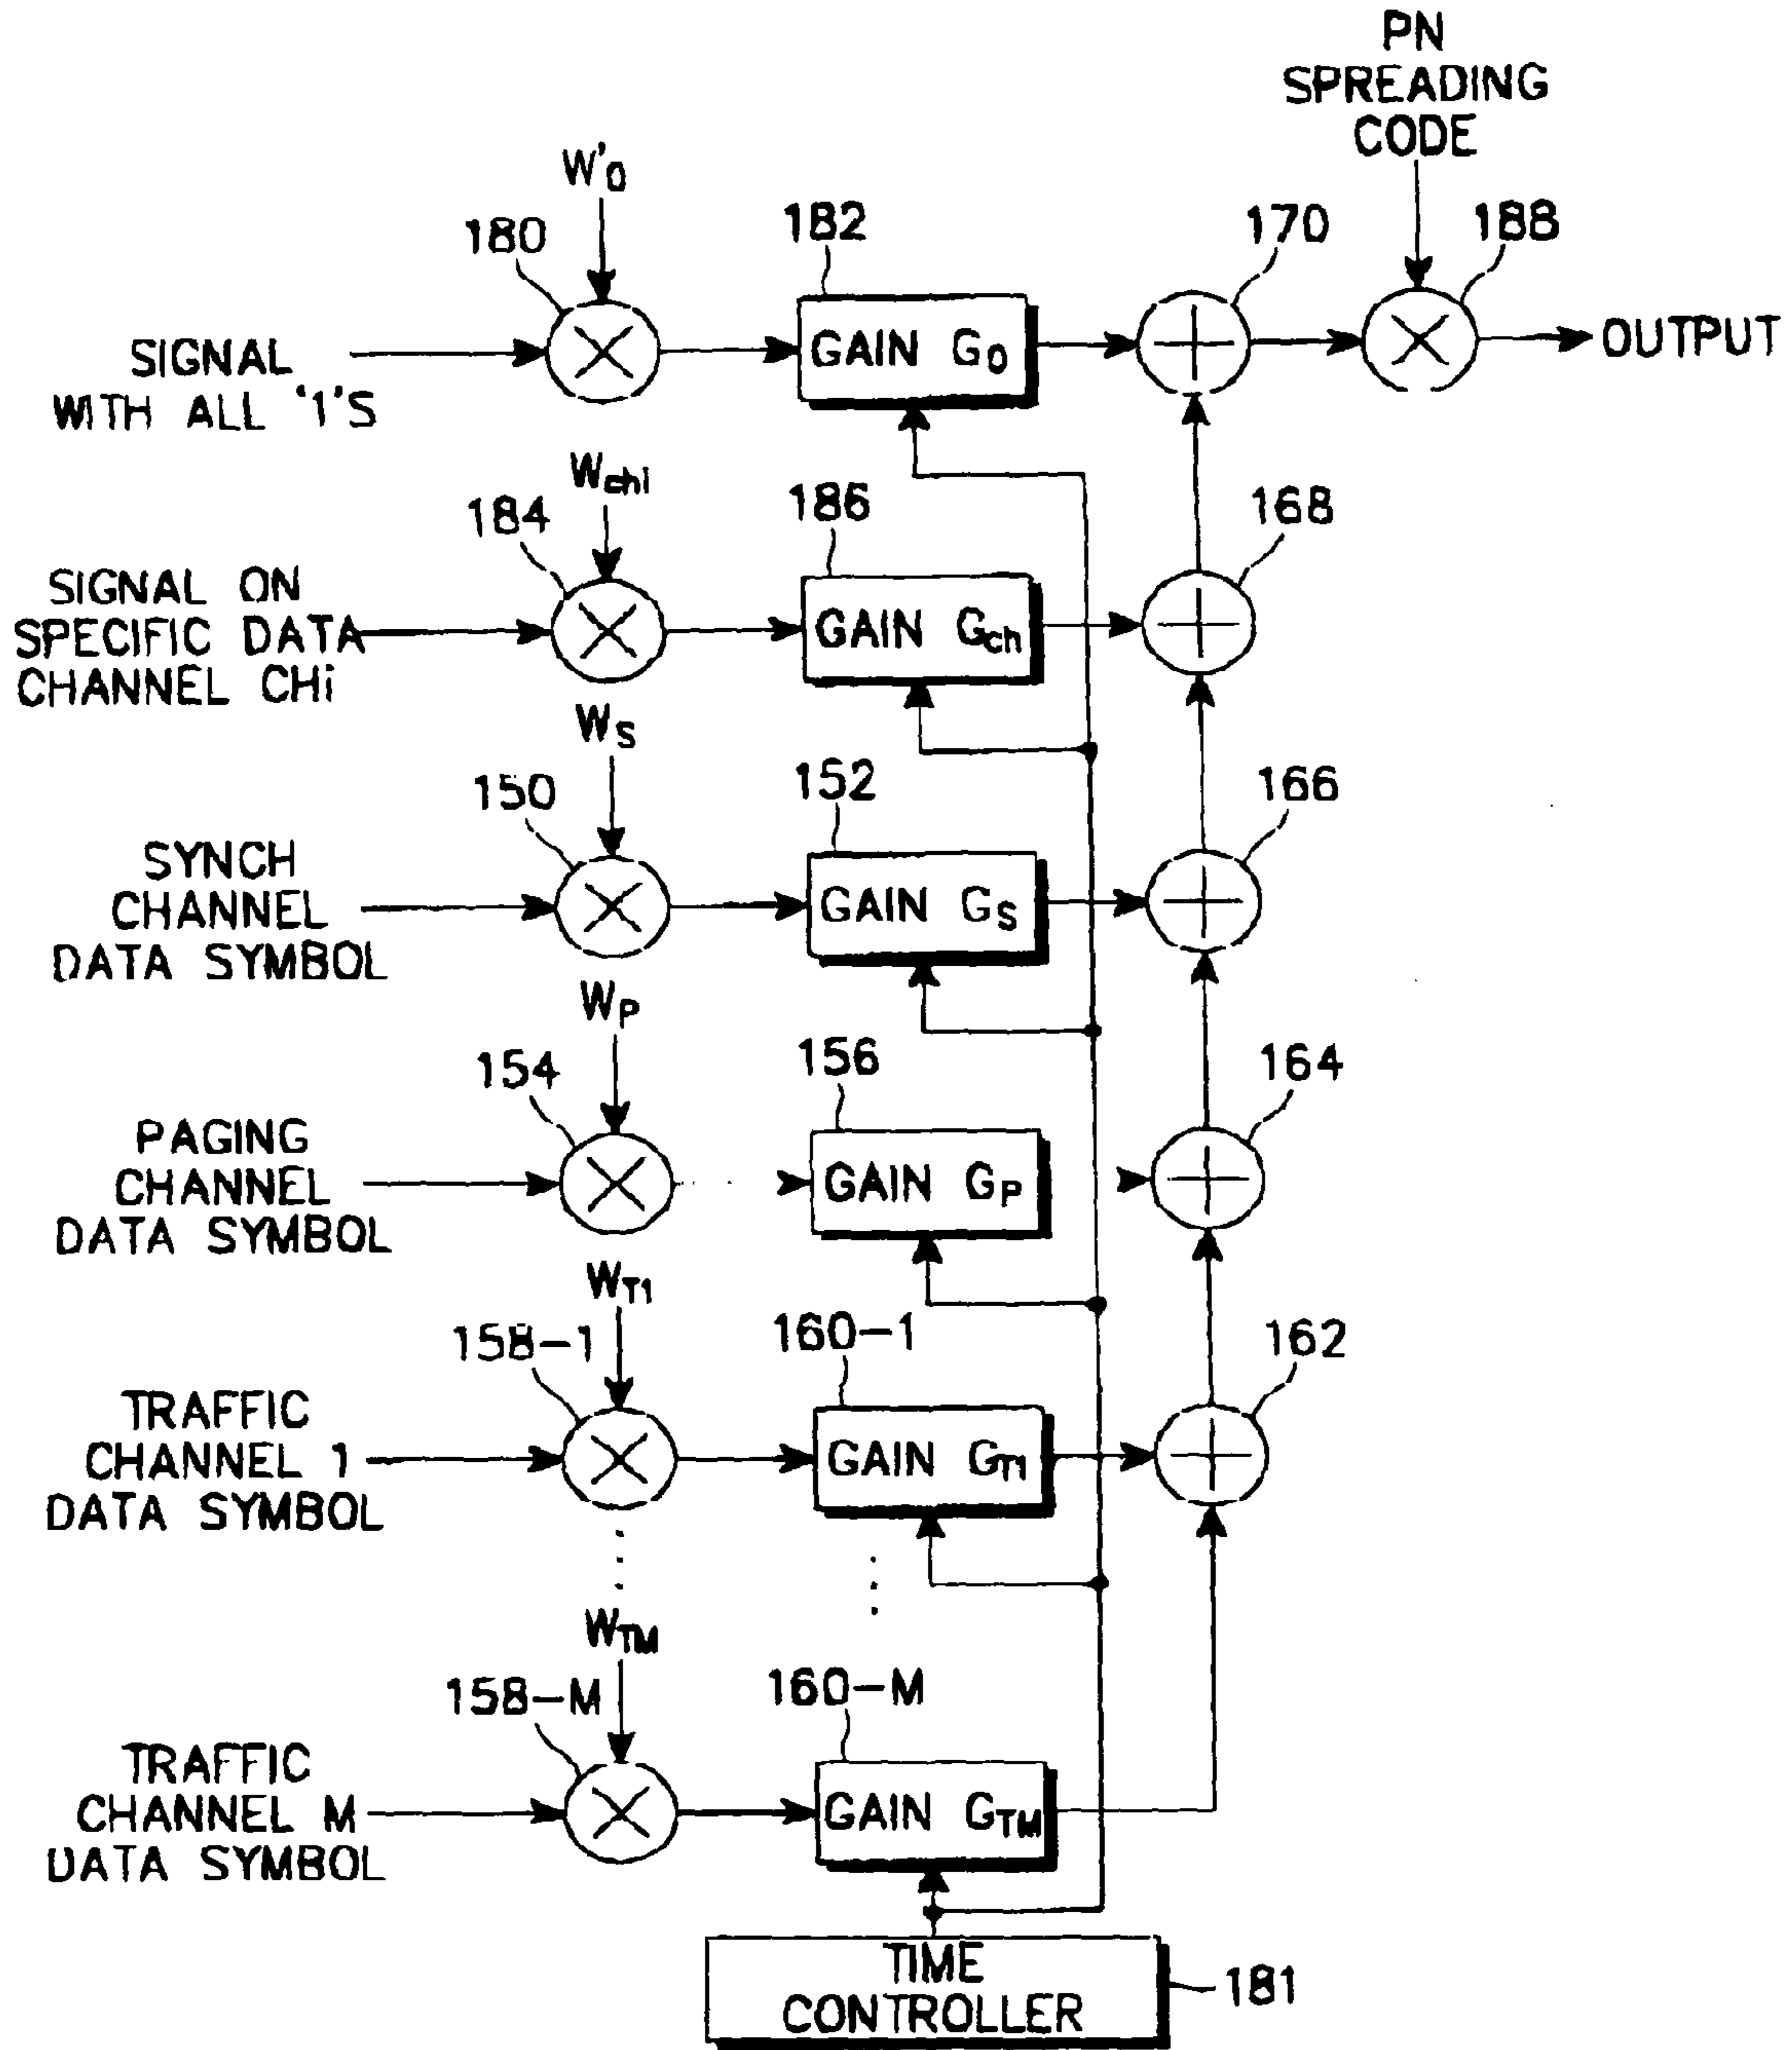 PN
SPREADING
CODE
W'0
180
182
170
188
SIGNAL
WITH ALL '1'S
GAIN G0
OUTPUT
Wchi
184
186
168
SIGNAL ON
SPECIFIC DATA
CHANNEL CHi
GAIN Gch
WS
150
152
166
SYNCH
CHANNEL
DATA SYMBOL
GAIN GS
WP
154
156
164
PAGING
CHANNEL
DATA SYMBOL
GAIN GP
WT1
158-1
160-1
162
TRAFFIC
CHANNEL 1
DATA SYMBOL
GAIN GT1
WTM
158-M
160-M
TRAFFIC
CHANNEL M
DATA SYMBOL
GAIN GTM
TIME
CONTROLLER
181